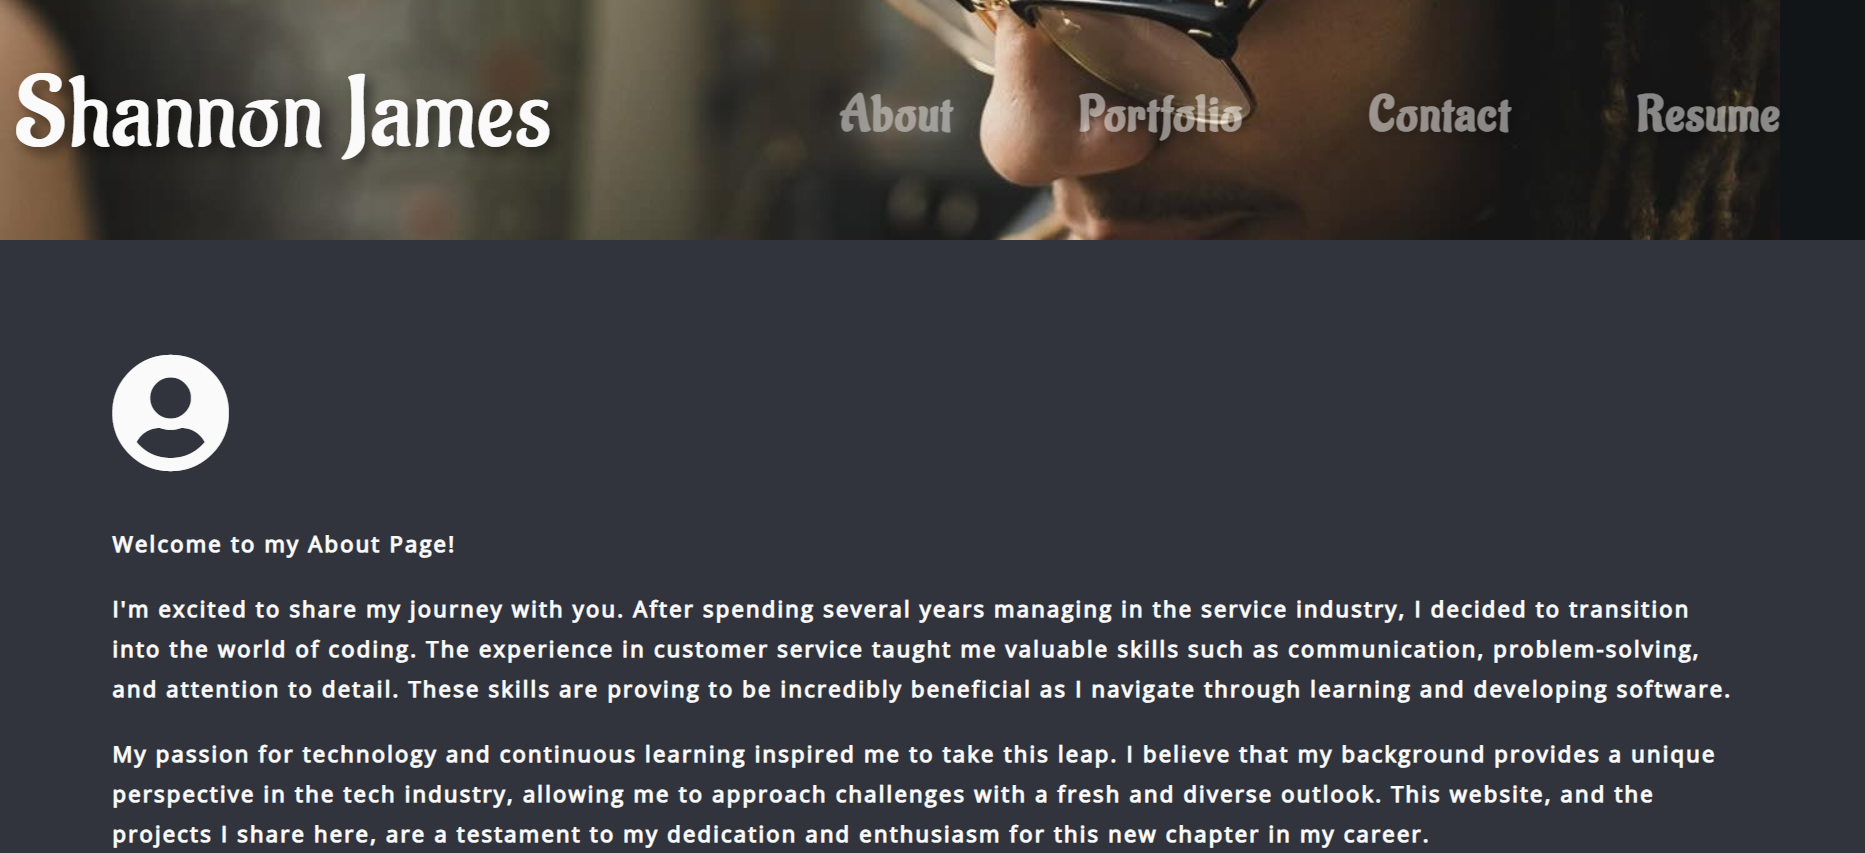 Shannon James
About Portfolio Contact Resume
Welcome to my About Page!
I'm excited to share my journey with you. After spending several years managing in the service industry, I decided to transition
into the world of coding. The experience in customer service taught me valuable skills such as communication, problem-solving,
and attention to detail. These skills are proving to be incredibly beneficial as I navigate through learning and developing software.
My passion for technology and continuous learning inspired me to take this leap. I believe that my background provides a unique
perspective in the tech industry, allowing me to approach challenges with a fresh and diverse outlook. This website, and the
projects I share here, are a testament to my dedication and enthusiasm for this new chapter in my career.